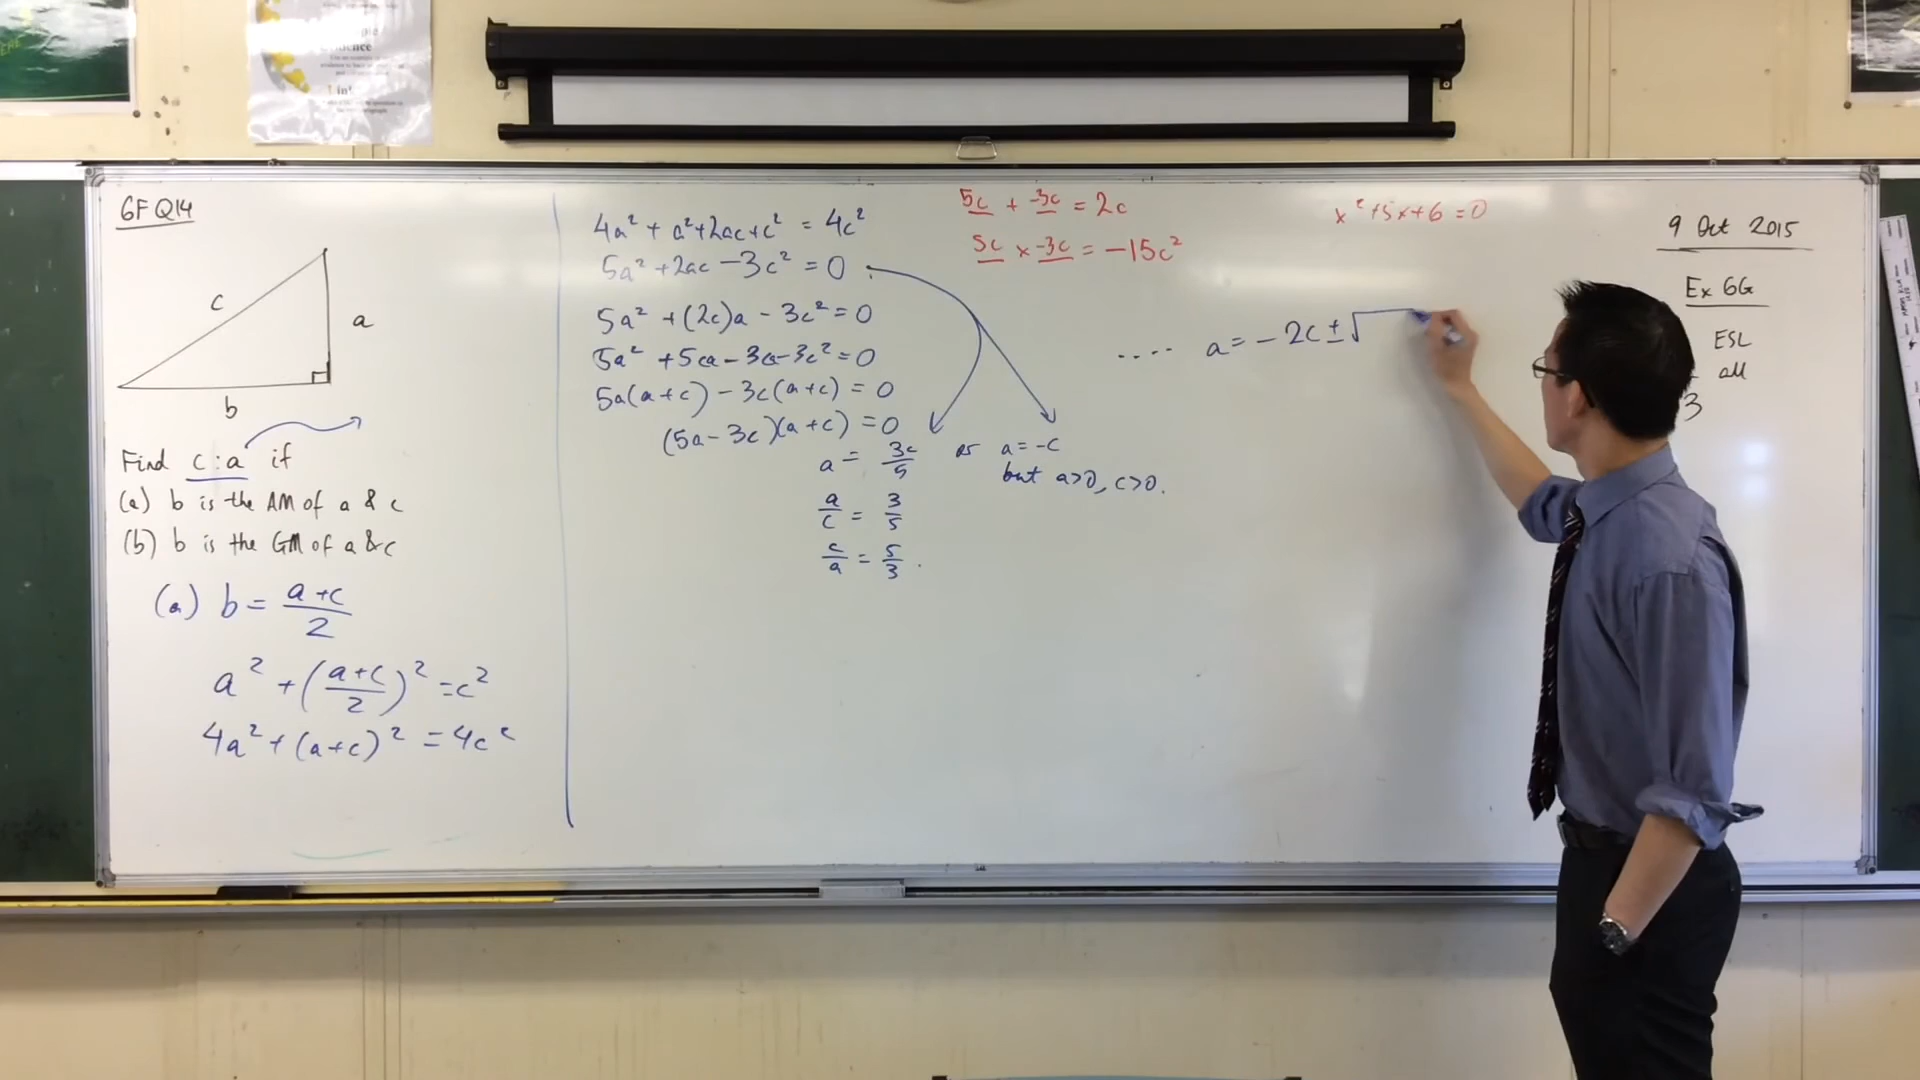 6F Q14
c
a
b
Find c : a if
(a) b is the AM of a & c
(b) b is the GM of a & c
(a) b = (a+c)/2
a² + ((a+c)/2)² = c²
4a² + (a+c)² = 4c²
4a² + a² + 2ac + c² = 4c²
5a² + 2ac − 3c² = 0
5a² + (2c)a − 3c² = 0
5a² + 5ca − 3ca − 3c² = 0
5a(a+c) − 3c(a+c) = 0
(5a − 3c)(a+c) = 0
a = 3c/5 or a = −c
but a>0, c>0.
a/c = 3/5
c/a = 5/3.
5c + −3c = 2c
5c × −3c = −15c²
x² + 5x + 6 = 0
.... a = −2c ± √
9 Oct 2015
Ex 6G
ESL
all
3